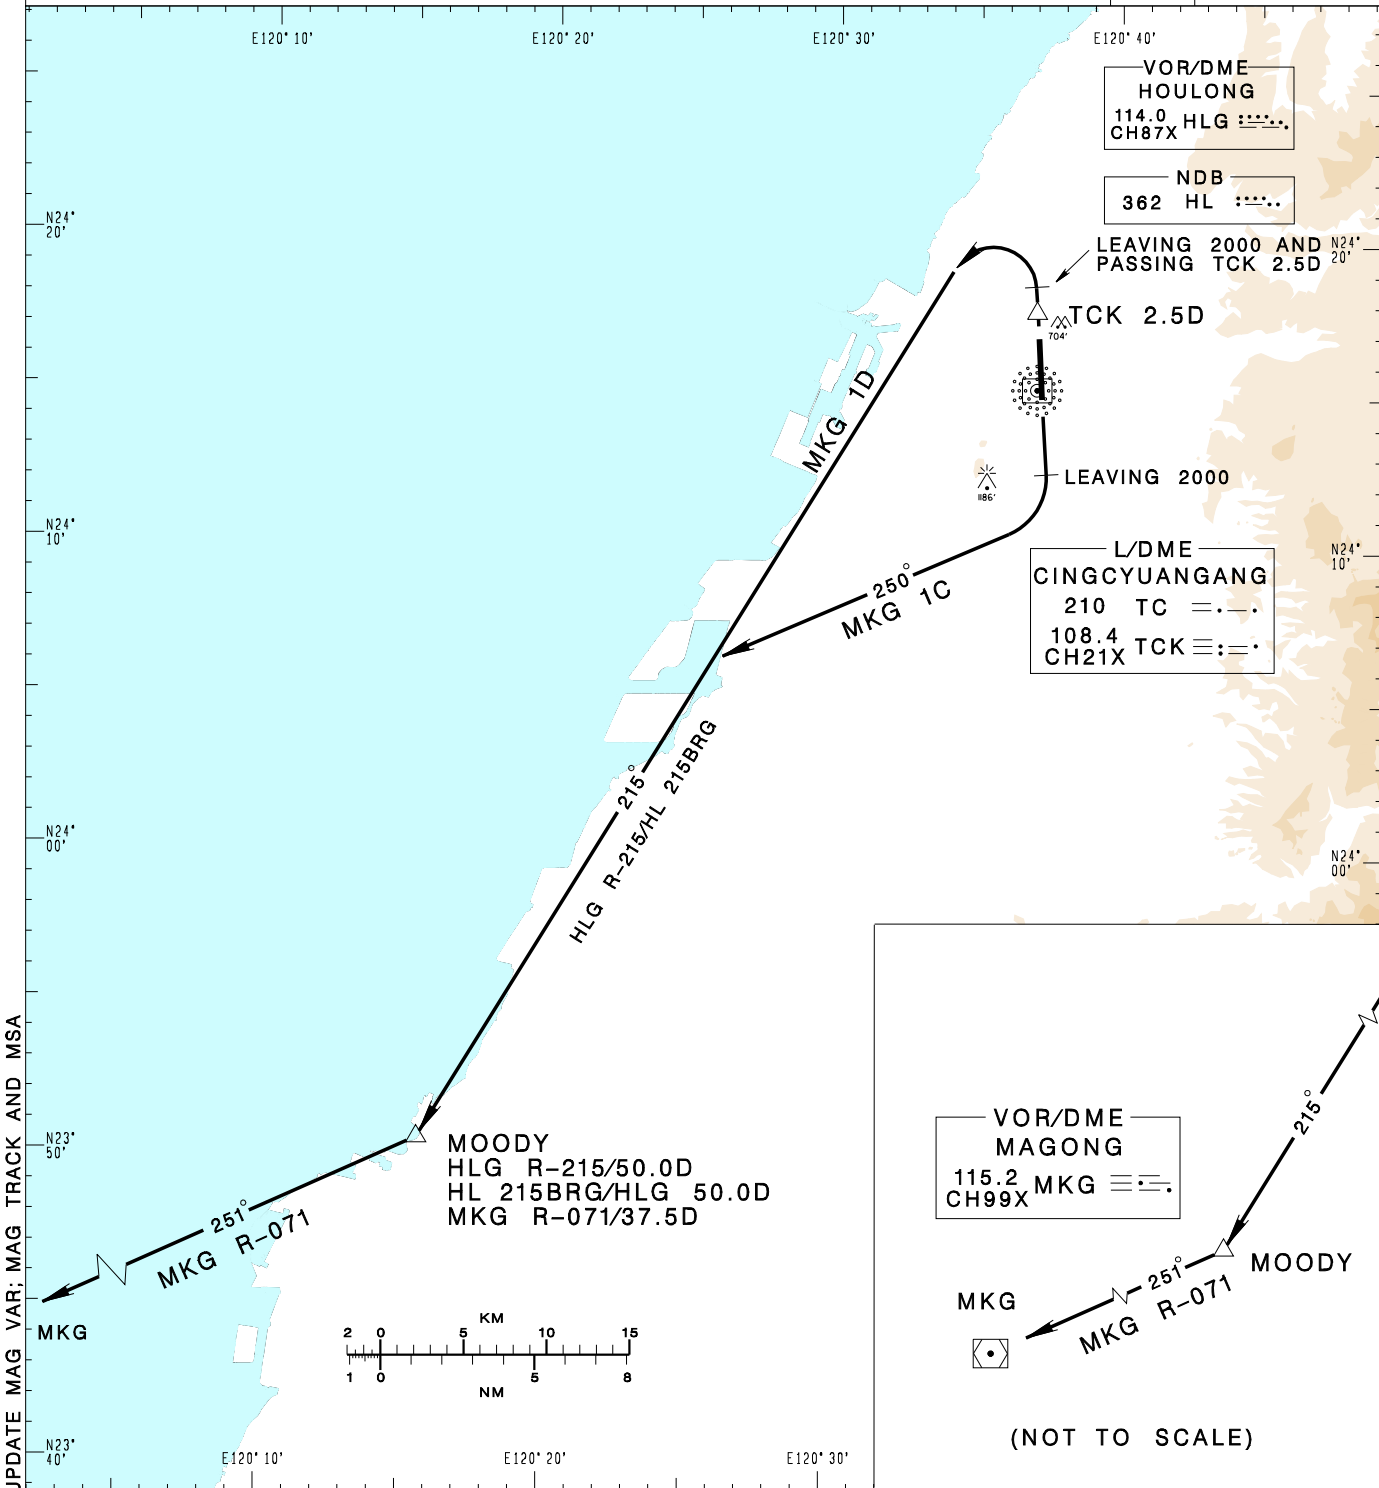 E120° 10'
E120° 20'
E120° 30'
E120° 40'
VOR/DME
HOULONG
114.0
CH87X HLG
NDB
362 HL
N24°
20'
LEAVING 2000 AND
PASSING TCK 2.5D
N24°
20'
TCK 2.5D
704'
MKG 1D
LEAVING 2000
1186'
N24°
10'
N24°
10'
L/DME
CINGCYUANGANG
210 TC
108.4
CH21X TCK
250°
MKG 1C
215°
HLG R-215/HL 215BRG
N24°
00'
N24°
00'
UPDATE MAG VAR; MAG TRACK AND MSA
N23°
50'
MOODY
HLG R-215/50.0D
HL 215BRG/HLG 50.0D
MKG R-071/37.5D
251°
MKG R-071
MKG
KM
2 0 5 10 15
1 0 5 8
NM
215°
VOR/DME
MAGONG
115.2
CH99X MKG
MOODY
251°
MKG R-071
MKG
(NOT TO SCALE)
N23°
40'
E120° 10'
E120° 20'
E120° 30'